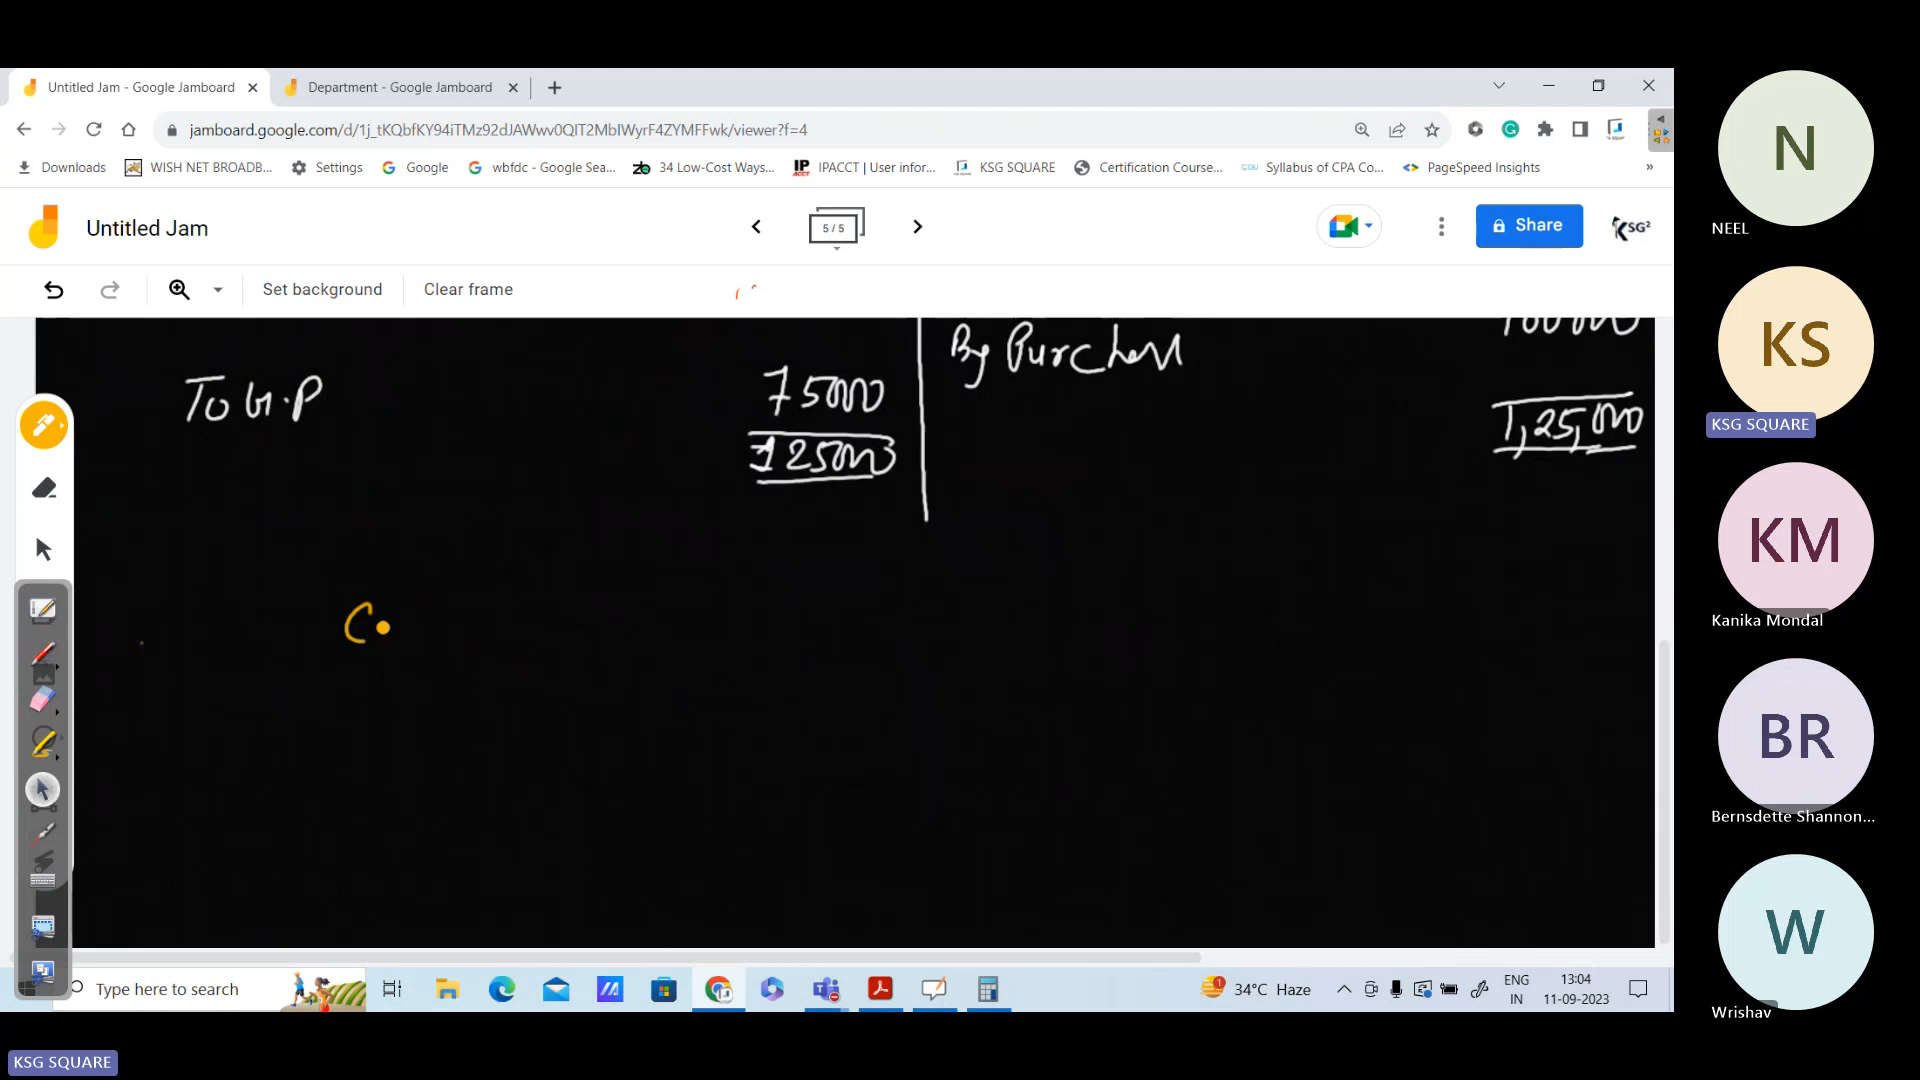 Untitled Jam - Google Jamboard
Department - Google Jamboard
jamboard.google.com/d/1j_tKQbfKY94iTMz92dJAWwv0QIT2MbIWyrF4ZYMFFwk/viewer?f=4
Downloads
WISH NET BROADB...
Settings
Google
wbfdc - Google Sea...
34 Low-Cost Ways...
IPACCT | User infor...
KSG SQUARE
Certification Course...
Syllabus of CPA Co...
PageSpeed Insights
»
Untitled Jam
5 / 5
Share
KSG²
Set background
Clear frame
By Purchase
To G.P
75000
1,25,000
125000
C
Type here to search
34°C Haze
ENG
IN
13:04
11-09-2023
N
NEEL
KS
KSG SQUARE
KM
Kanika Mondal
BR
Bernsdette Shannon...
W
Wrishav
KSG SQUARE